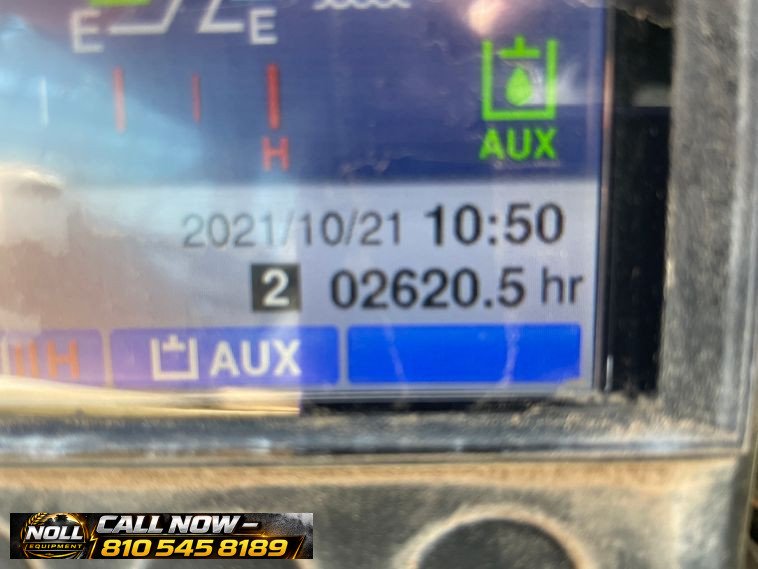 E E
H
AUX
2021/10/21 10:50
2 02620.5 hr
H AUX
NOLL
EQUIPMENT
CALL NOW -
810 545 8189